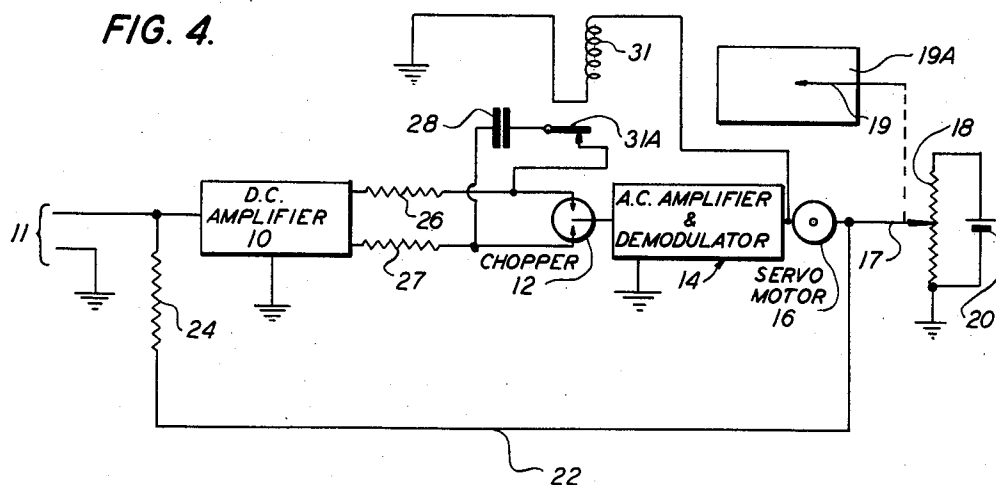 FIG. 4.
31
19A
19
28
31A
18
D.C.
AMPLIFIER
10
26
11
27
CHOPPER
12
A.C. AMPLIFIER
&
DEMODULATOR
14
SERVO
MOTOR
16
17
20
24
22